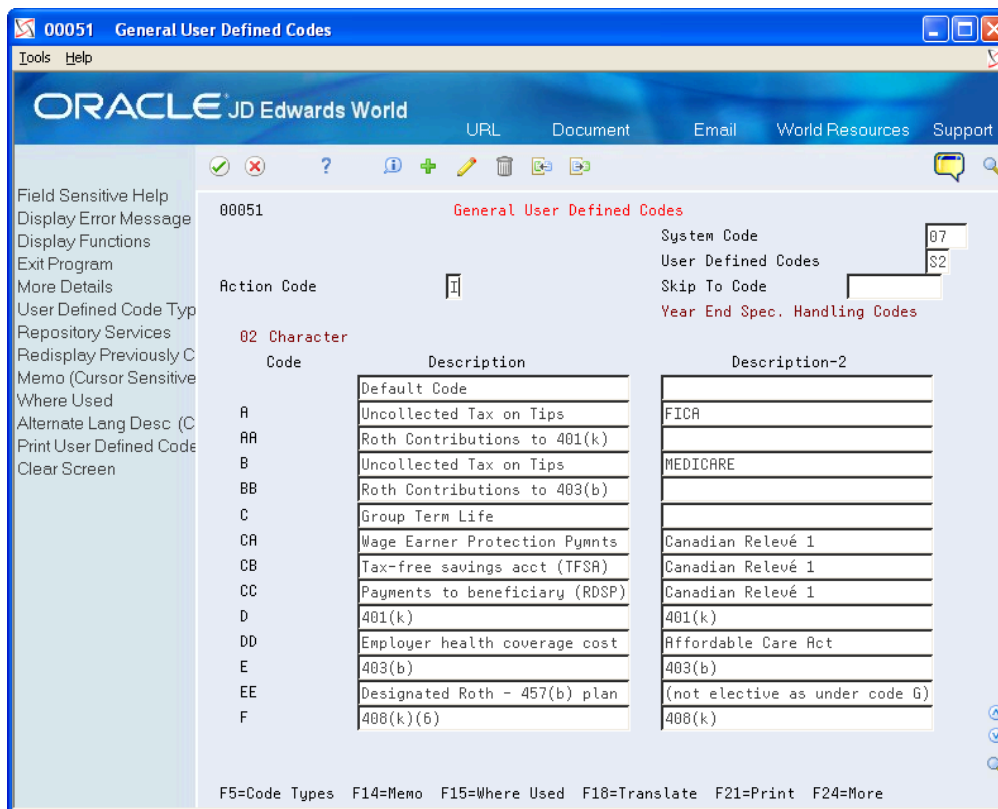 00051 General User Defined Codes
Tools Help
ORACLE JD Edwards World
URL Document Email World Resources Support
Field Sensitive Help
Display Error Message
Display Functions
Exit Program
More Details
User Defined Code Typ
Repository Services
Redisplay Previously C
Memo (Cursor Sensitive
Where Used
Alternate Lang Desc (C
Print User Defined Code
Clear Screen
00051 General User Defined Codes
System Code 07
User Defined Codes S2
Action Code I Skip To Code
Year End Spec. Handling Codes
02 Character
Code Description Description-2
Default Code
A Uncollected Tax on Tips FICA
AA Roth Contributions to 401(k)
B Uncollected Tax on Tips MEDICARE
BB Roth Contributions to 403(b)
C Group Term Life
CA Wage Earner Protection Pymnts Canadian Relevé 1
CB Tax-free savings acct (TFSA) Canadian Relevé 1
CC Payments to beneficiary (RDSP) Canadian Relevé 1
D 401(k) 401(k)
DD Employer health coverage cost Affordable Care Act
E 403(b) 403(b)
EE Designated Roth - 457(b) plan (not elective as under code G)
F 408(k)(6) 408(k)
F5=Code Types F14=Memo F15=Where Used F18=Translate F21=Print F24=More